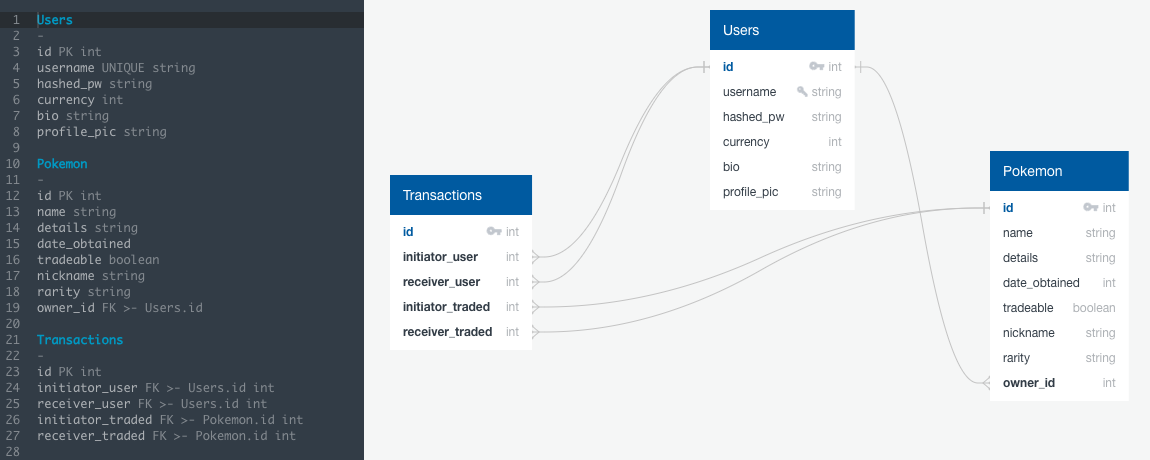 1 Users
2 -
3 id PK int
4 username UNIQUE string
5 hashed_pw string
6 currency int
7 bio string
8 profile_pic string
9
10 Pokemon
11 -
12 id PK int
13 name string
14 details string
15 date_obtained
16 tradeable boolean
17 nickname string
18 rarity string
19 owner_id FK >- Users.id
20
21 Transactions
22 -
23 id PK int
24 initiator_user FK >- Users.id int
25 receiver_user FK >- Users.id int
26 initiator_traded FK >- Pokemon.id int
27 receiver_traded FK >- Pokemon.id int
28
Transactions
id int
initiator_user int
receiver_user int
initiator_traded int
receiver_traded int
Users
id int
username string
hashed_pw string
currency int
bio string
profile_pic string
Pokemon
id int
name string
details string
date_obtained int
tradeable boolean
nickname string
rarity string
owner_id int